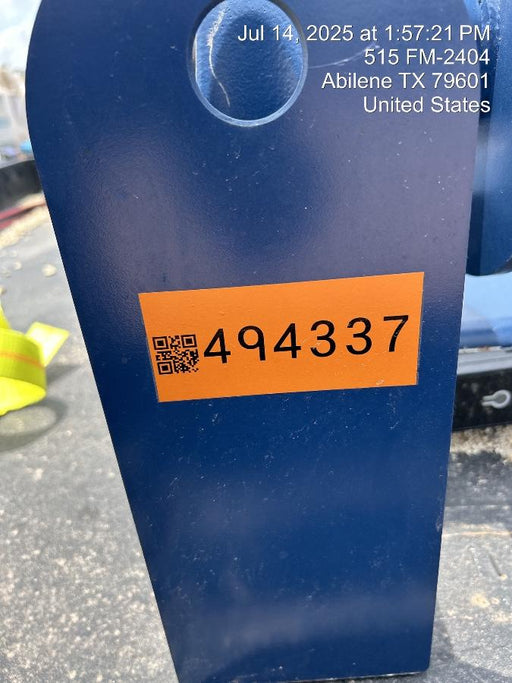 Jul 14, 2025 at 1:57:21 PM
515 FM-2404
Abilene TX 79601
United States
494337